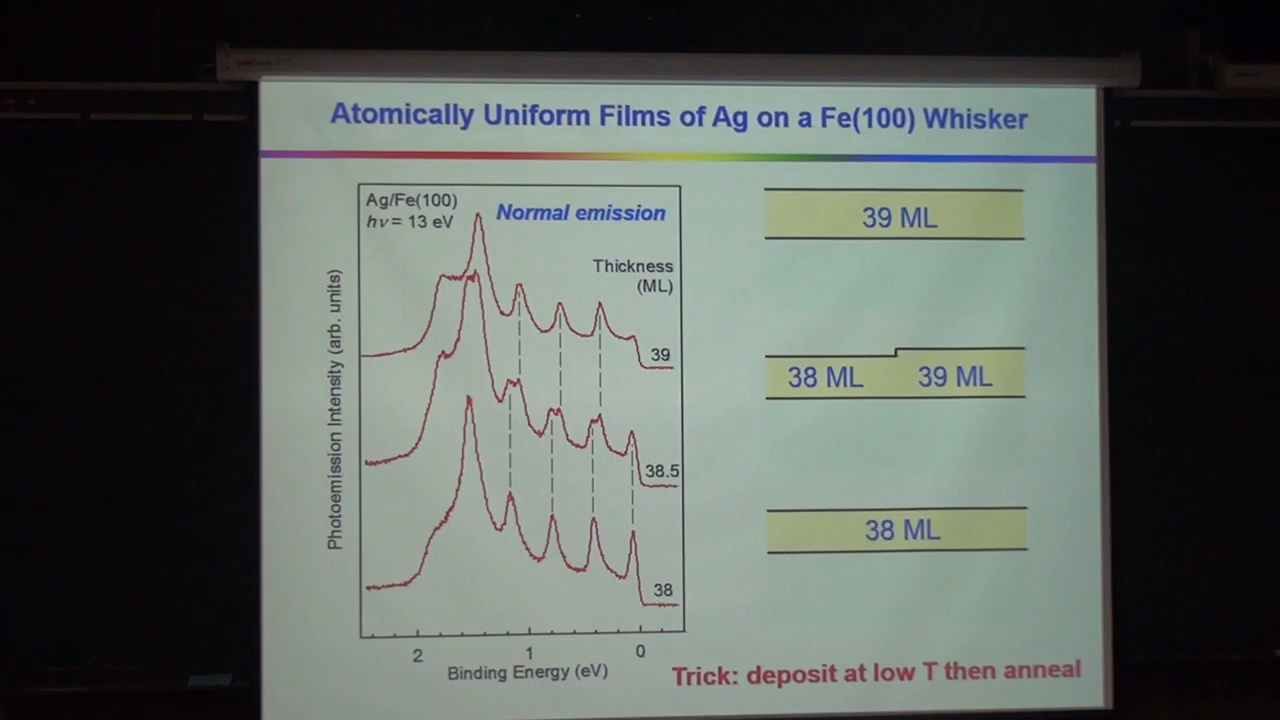 Atomically Uniform Films of Ag on a Fe(100) Whisker
Ag/Fe(100)
hν = 13 eV
Normal emission
Thickness
(ML)
39
38.5
38
Photoemission Intensity (arb. units)
2 1 0
Binding Energy (eV)
39 ML
38 ML 39 ML
38 ML
Trick: deposit at low T then anneal